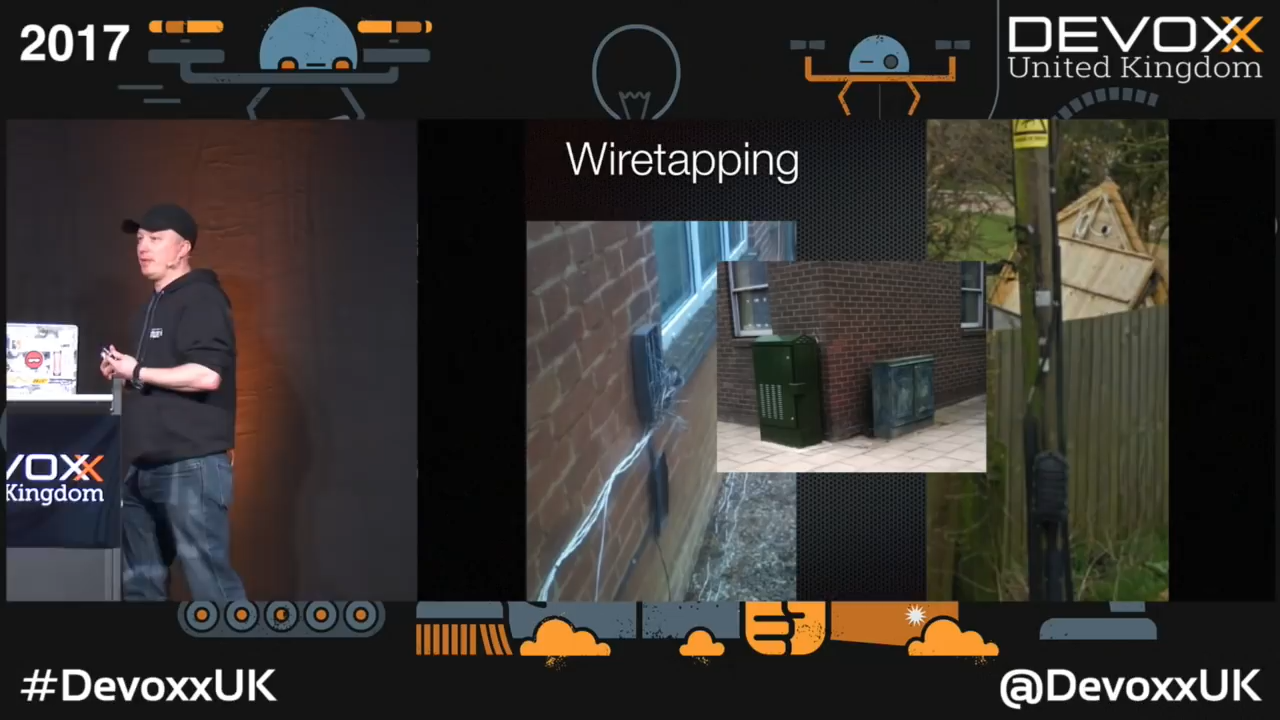 2017
DEVOXX
United Kingdom
Wiretapping
VOXX
Kingdom
#DevoxxUK
@DevoxxUK